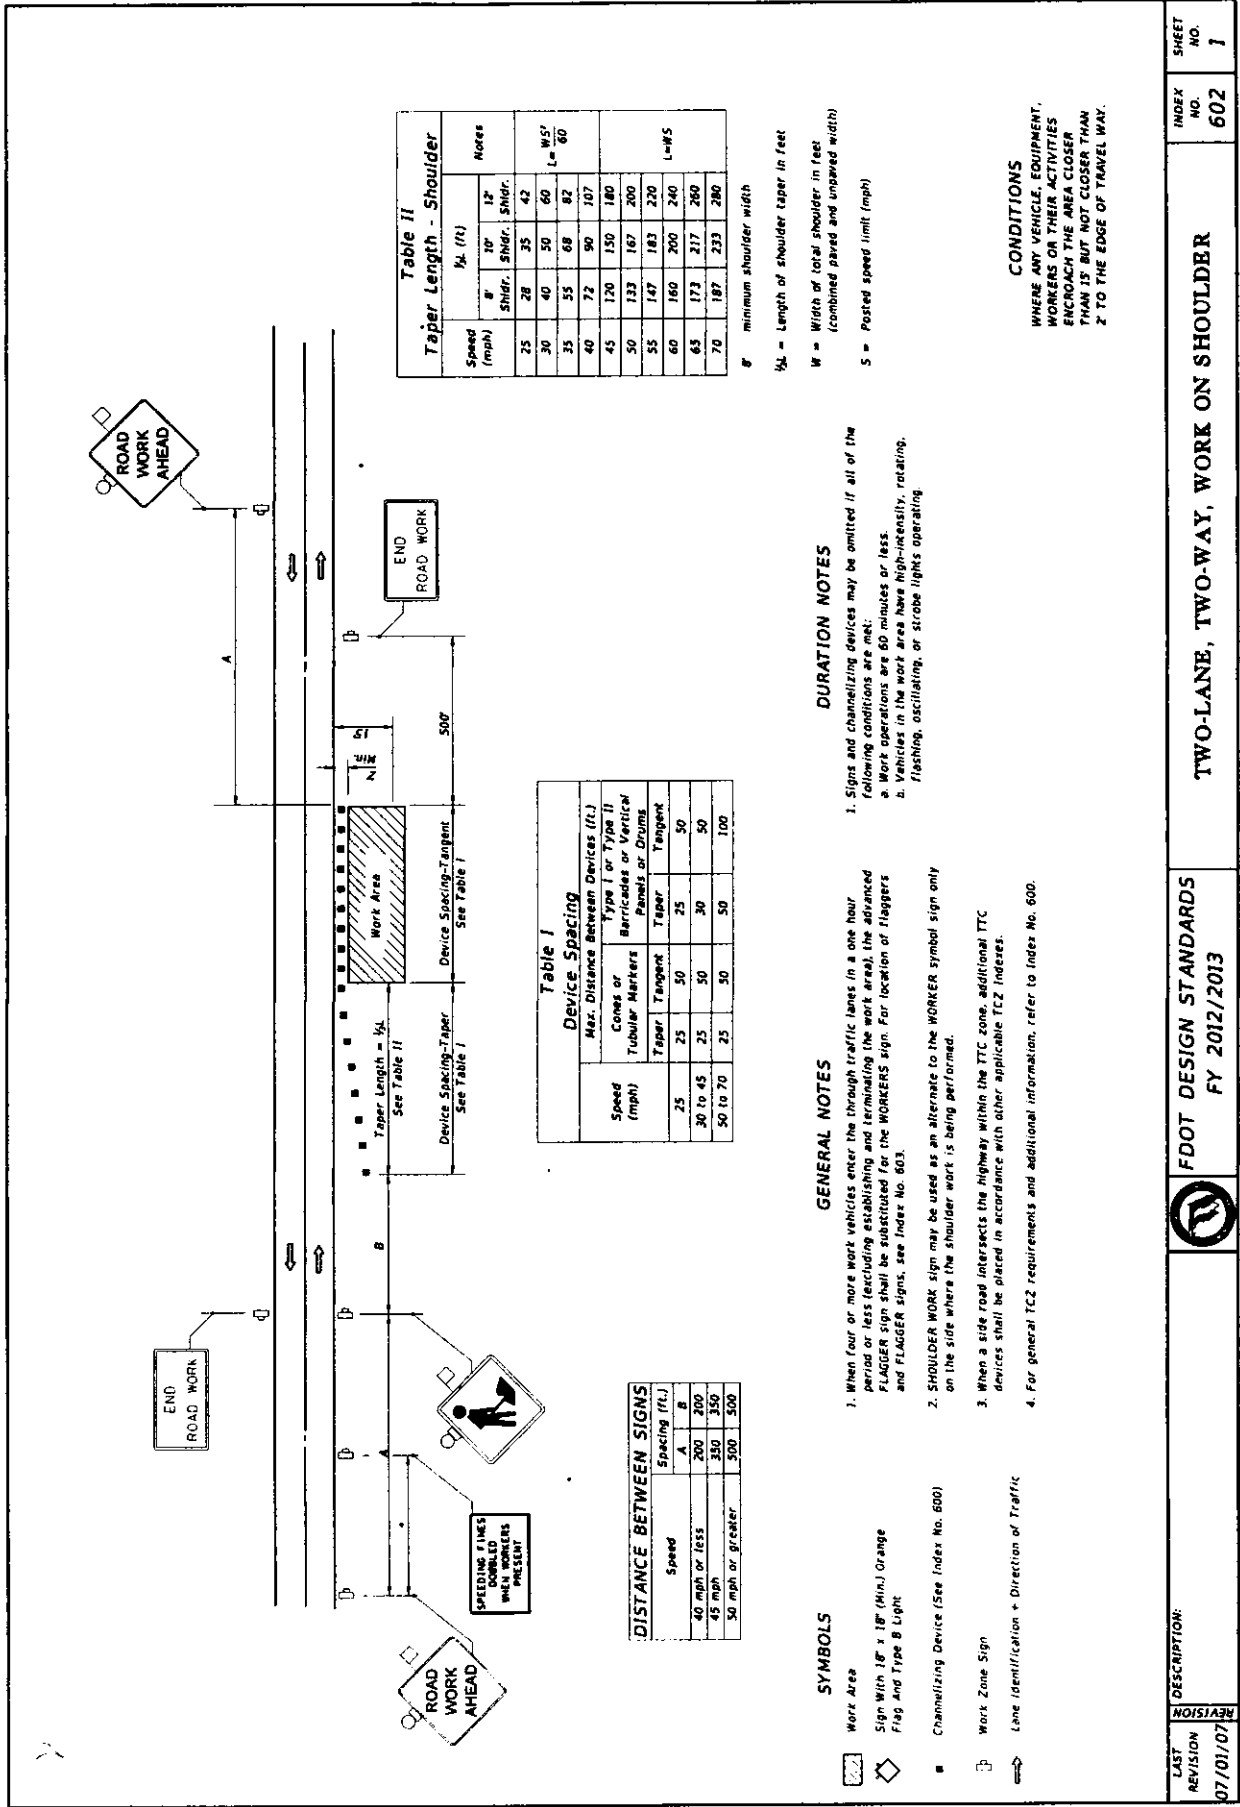 ROAD
WORK
AHEAD
SPEEDING FINES
DOUBLED
WHEN WORKERS
PRESENT
END
ROAD WORK
A
B
Taper Length = ⅓L
See Table II
Device Spacing-Taper
See Table I
Work Area
Device Spacing-Tangent
See Table I
2' Min.
15'
500'
A
END
ROAD WORK
ROAD
WORK
AHEAD
DISTANCE BETWEEN SIGNS
Speed Spacing (ft.)
A B
40 mph or less 200 200
45 mph 350 350
50 mph or greater 500 500
Table I
Device Spacing
Speed (mph) Max. Distance Between Devices (ft.)
Cones or Tubular Markers Type I or Type II Barricades or Vertical Panels or Drums
Taper Tangent Taper Tangent
25 25 50 25 50
30 to 45 25 50 30 50
50 to 70 25 50 50 100
Table II
Taper Length - Shoulder
Speed (mph) ⅓L (ft) Notes
8' Shldr. 10' Shldr. 12' Shldr.
25 28 35 42
30 40 50 60
35 55 68 82
40 72 90 107
L= WS²
60
45 120 150 180
50 133 167 200
55 147 183 220
60 160 200 240
65 173 217 260
70 187 233 280
L=WS
8' minimum shoulder width
⅓L = Length of shoulder taper in feet
W = Width of total shoulder in feet
(combined paved and unpaved width)
S = Posted speed limit (mph)
SYMBOLS
Work Area
Sign With 18" x 18" (Min.) Orange
Flag And Type B Light
Channelizing Device (See Index No. 600)
Work Zone Sign
Lane Identification + Direction of Traffic
GENERAL NOTES
1. When four or more work vehicles enter the through traffic lanes in a one hour
period or less (excluding establishing and terminating the work area), the advanced
FLAGGER sign shall be substituted for the WORKERS sign. For location of flaggers
and FLAGGER signs, see Index No. 603.
2. SHOULDER WORK sign may be used as an alternate to the WORKER symbol sign only
on the side where the shoulder work is being performed.
3. When a side road intersects the highway within the TTC zone, additional TTC
devices shall be placed in accordance with other applicable TCZ Indexes.
4. For general TCZ requirements and additional information, refer to Index No. 600.
DURATION NOTES
1. Signs and channelizing devices may be omitted if all of the
following conditions are met:
a. Work operations are 60 minutes or less.
b. Vehicles in the work area have high-intensity, rotating,
flashing, oscillating, or strobe lights operating.
CONDITIONS
WHERE ANY VEHICLE, EQUIPMENT,
WORKERS OR THEIR ACTIVITIES
ENCROACH THE AREA CLOSER
THAN 15' BUT NOT CLOSER THAN
2' TO THE EDGE OF TRAVEL WAY.
LAST
REVISION
07/01/07
REVISION
DESCRIPTION:
FDOT DESIGN STANDARDS
FY 2012/2013
TWO-LANE, TWO-WAY, WORK ON SHOULDER
INDEX
NO.
602
SHEET
NO.
1